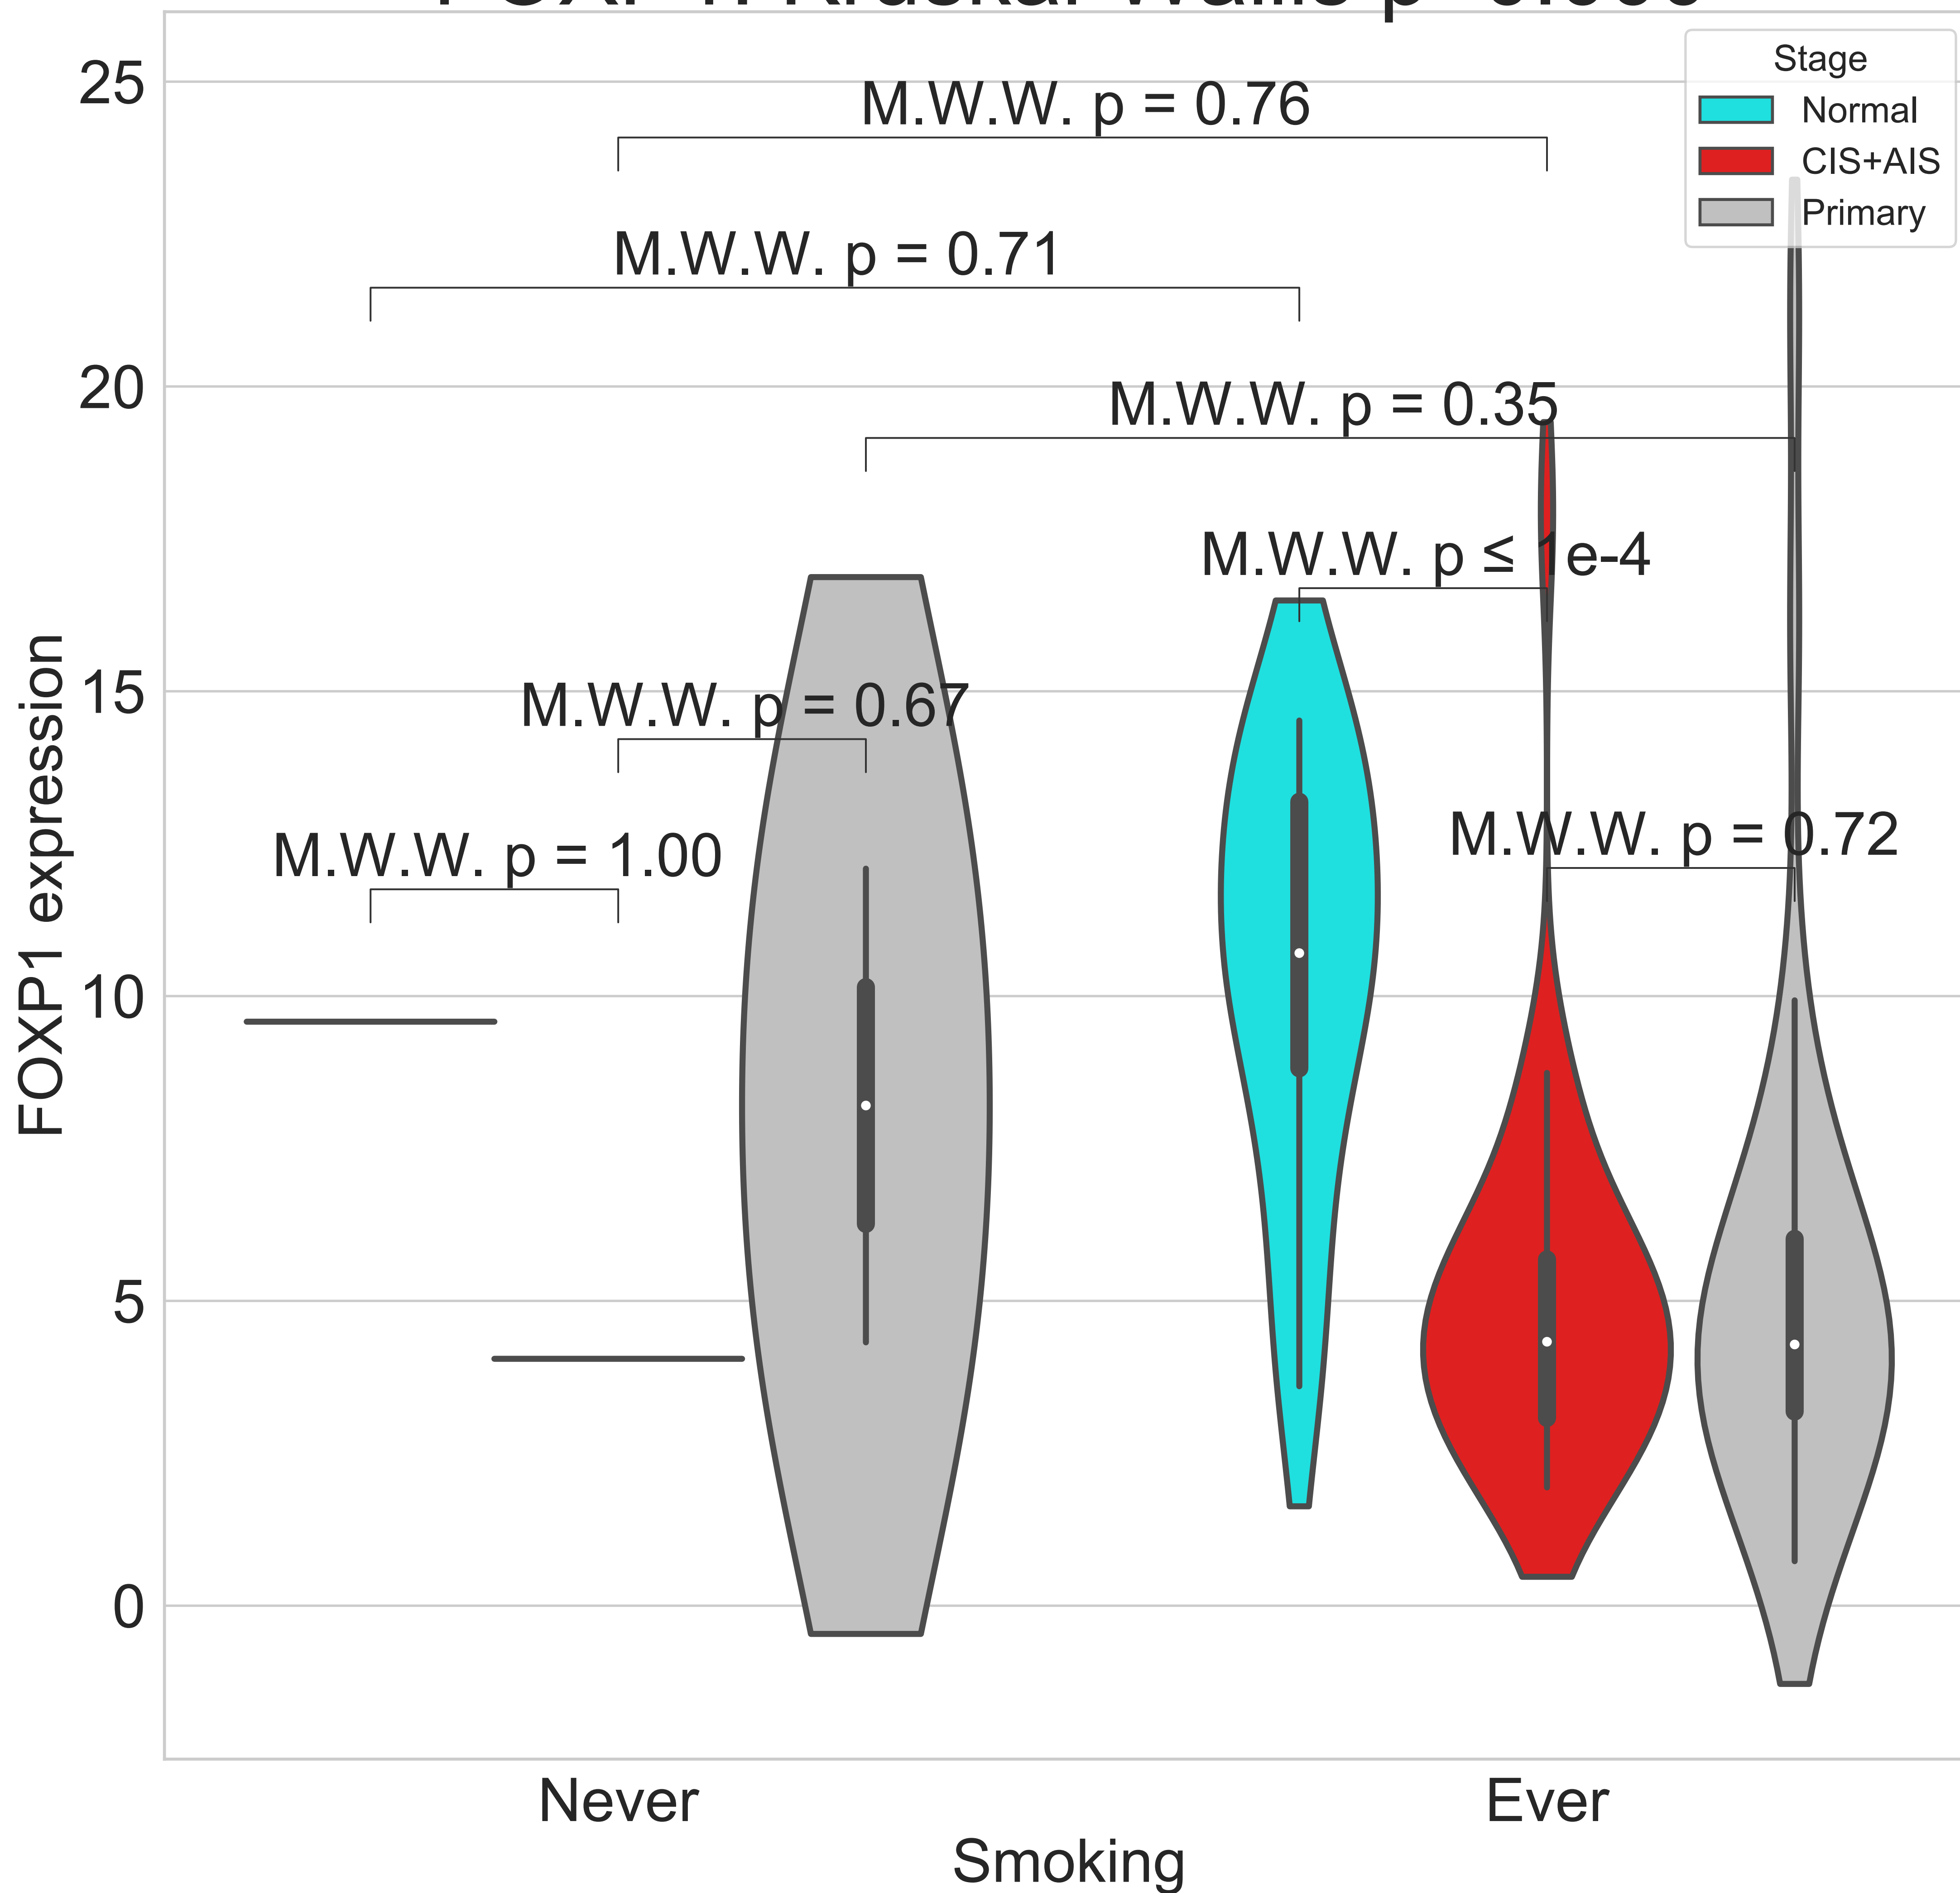 Stage
Normal
CIS+AIS
Primary
25
20
15
10
5
0
FOXP1 expression
M.W.W. p = 0.76
M.W.W. p = 0.71
M.W.W. p = 0.35
M.W.W. p ≤ 1e-4
M.W.W. p = 0.67
M.W.W. p = 0.72
M.W.W. p = 1.00
Never
Ever
Smoking